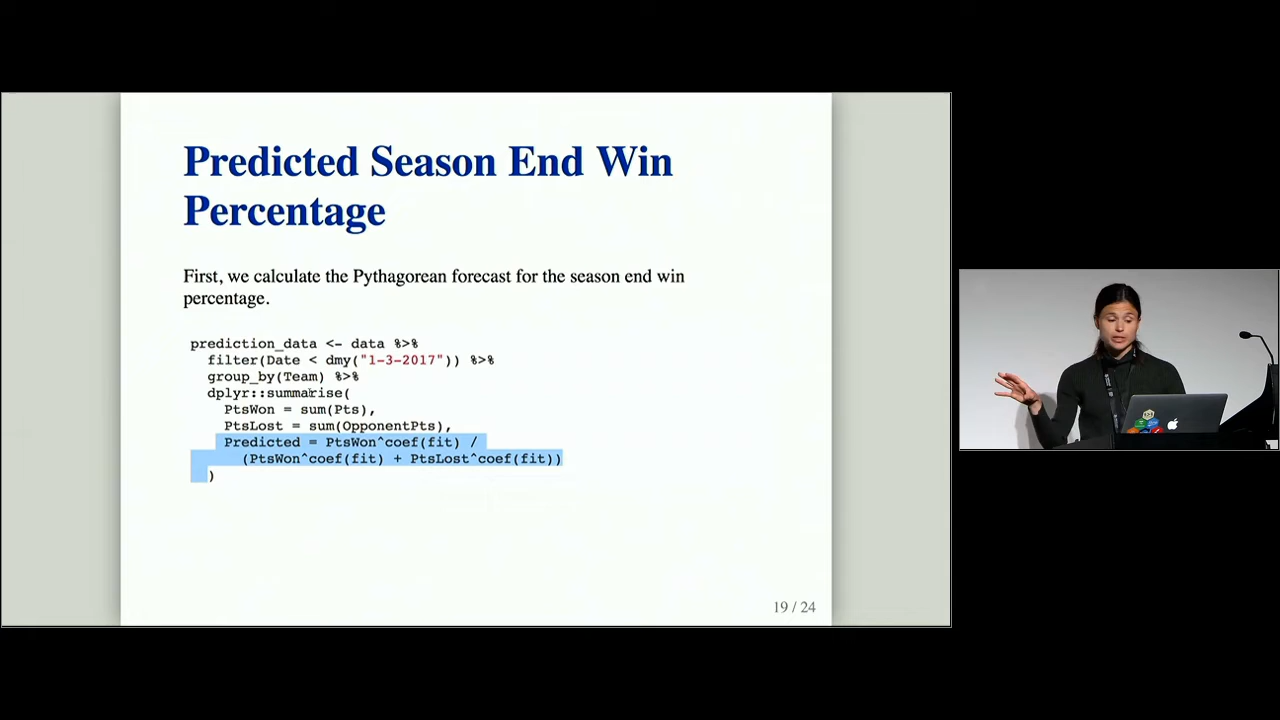 Predicted Season End Win
Percentage
First, we calculate the Pythagorean forecast for the season end win
percentage.
prediction_data <- data %>%
filter(Date < dmy("1-3-2017")) %>%
group_by(Team) %>%
dplyr::summarise(
PtsWon = sum(Pts),
PtsLost = sum(OpponentPts),
Predicted = PtsWon^coef(fit) /
(PtsWon^coef(fit) + PtsLost^coef(fit))
)
19 / 24